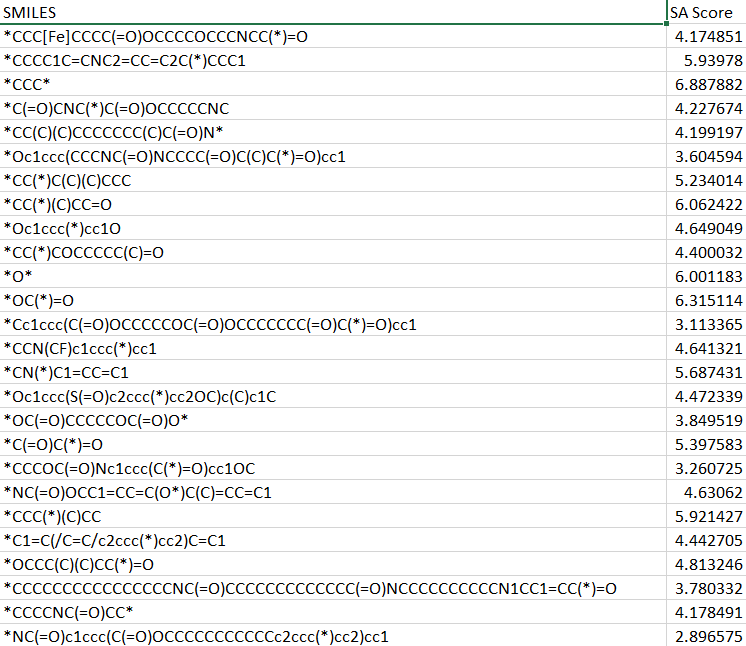 SMILES SA Score
*CCC[Fe]CCCC(=O)OCCCCOCCCNCC(*)=O 4.174851
*CCCC1C=CNC2=CC=C2C(*)CCC1 5.93978
*CCC* 6.887882
*C(=O)CNC(*)C(=O)OCCCCCNC 4.227674
*CC(C)(C)CCCCCCC(C)C(=O)N* 4.199197
*Oc1ccc(CCCNC(=O)NCCCC(=O)C(C)C(*)=O)cc1 3.604594
*CC(*)C(C)(C)CCC 5.234014
*CC(*)(C)CC=O 6.062422
*Oc1ccc(*)cc1O 4.649049
*CC(*)COCCCCC(C)=O 4.400032
*O* 6.001183
*OC(*)=O 6.315114
*Cc1ccc(C(=O)OCCCCCOC(=O)OCCCCCCC(=O)C(*)=O)cc1 3.113365
*CCN(CF)c1ccc(*)cc1 4.641321
*CN(*)C1=CC=C1 5.687431
*Oc1ccc(S(=O)c2ccc(*)cc2OC)c(C)c1C 4.472339
*OC(=O)CCCCCOC(=O)O* 3.849519
*C(=O)C(*)=O 5.397583
*CCCOC(=O)Nc1ccc(C(*)=O)cc1OC 3.260725
*NC(=O)OCC1=CC=C(O*)C(C)=CC=C1 4.63062
*CCC(*)(C)CC 5.921427
*C1=C(/C=C/c2ccc(*)cc2)C=C1 4.442705
*OCCC(C)(C)CC(*)=O 4.813246
*CCCCCCCCCCCCCCCCNC(=O)CCCCCCCCCCCCC(=O)NCCCCCCCCCCN1CC1=CC(*)=O 3.780332
*CCCCNC(=O)CC* 4.178491
*NC(=O)c1ccc(C(=O)OCCCCCCCCCCCc2ccc(*)cc2)cc1 2.896575